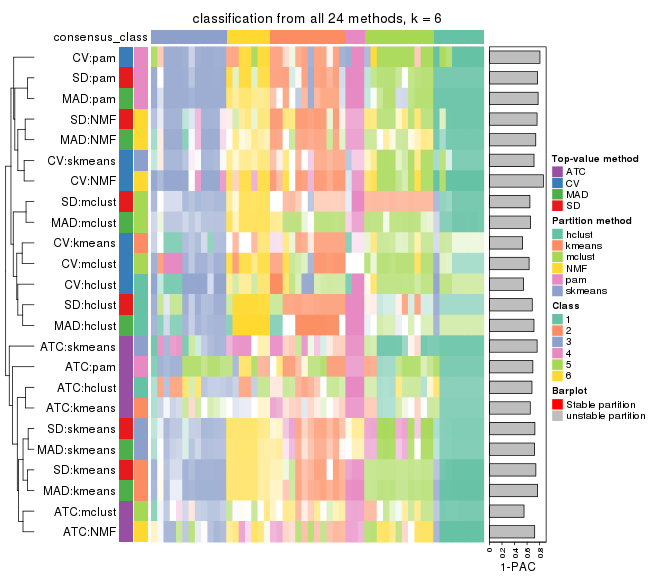 classification from all 24 methods, k = 6
consensus_class
CV:pam
SD:pam
MAD:pam
SD:NMF
MAD:NMF
CV:skmeans
CV:NMF
SD:mclust
MAD:mclust
CV:kmeans
CV:mclust
CV:hclust
SD:hclust
MAD:hclust
ATC:skmeans
ATC:pam
ATC:hclust
ATC:kmeans
SD:skmeans
MAD:skmeans
SD:kmeans
MAD:kmeans
ATC:mclust
ATC:NMF
0
0.2
0.4
0.6
0.8
1-PAC
Top-value method
ATC
CV
MAD
SD
Partition method
hclust
kmeans
mclust
NMF
pam
skmeans
Class
1
2
3
4
5
6
Barplot
Stable partition
unstable partition